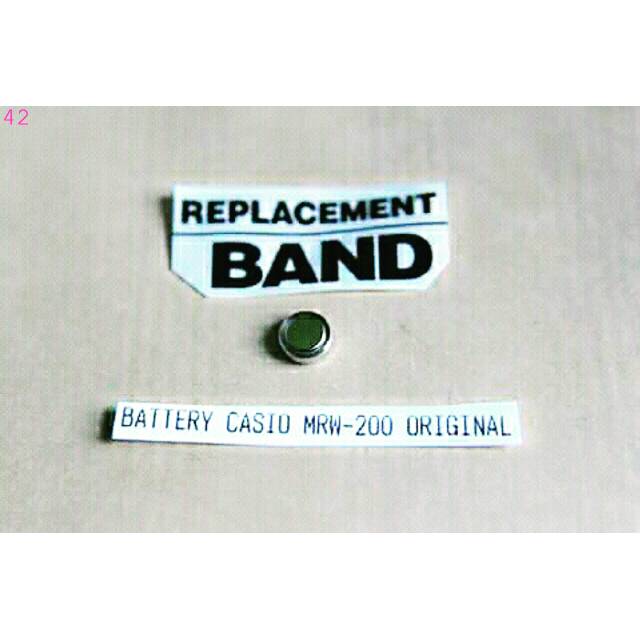 42
REPLACEMENT
BAND
BATTERY CASIO MRW-200 ORIGINAL